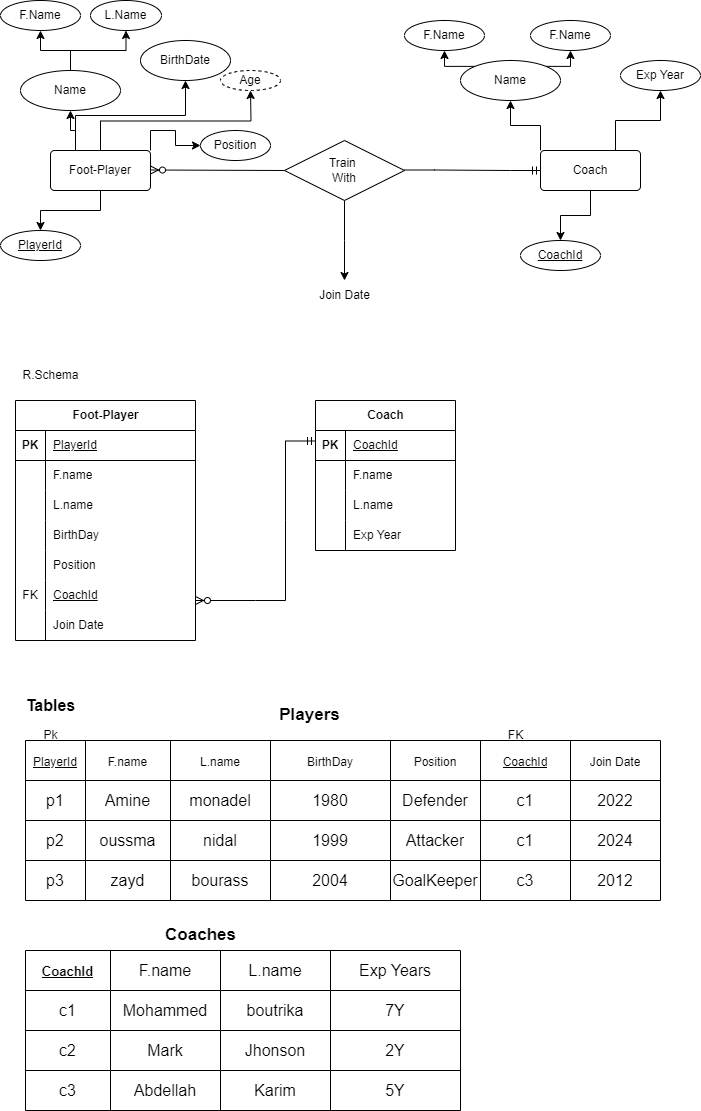 F.Name
L.Name
F.Name
F.Name
BirthDate
Age
Name
Name
Exp Year
Position
Foot-Player
Train
With
Coach
PlayerId
CoachId
Join Date
R.Schema
Foot-Player
PK PlayerId
F.name
L.name
BirthDay
Position
FK CoachId
Join Date
Coach
PK CoachId
F.name
L.name
Exp Year
Tables
Players
Pk FK
PlayerId F.name L.name BirthDay Position CoachId Join Date
p1 Amine monadel 1980 Defender c1 2022
p2 oussma nidal 1999 Attacker c1 2024
p3 zayd bourass 2004 GoalKeeper c3 2012
Coaches
CoachId F.name L.name Exp Years
c1 Mohammed boutrika 7Y
c2 Mark Jhonson 2Y
c3 Abdellah Karim 5Y